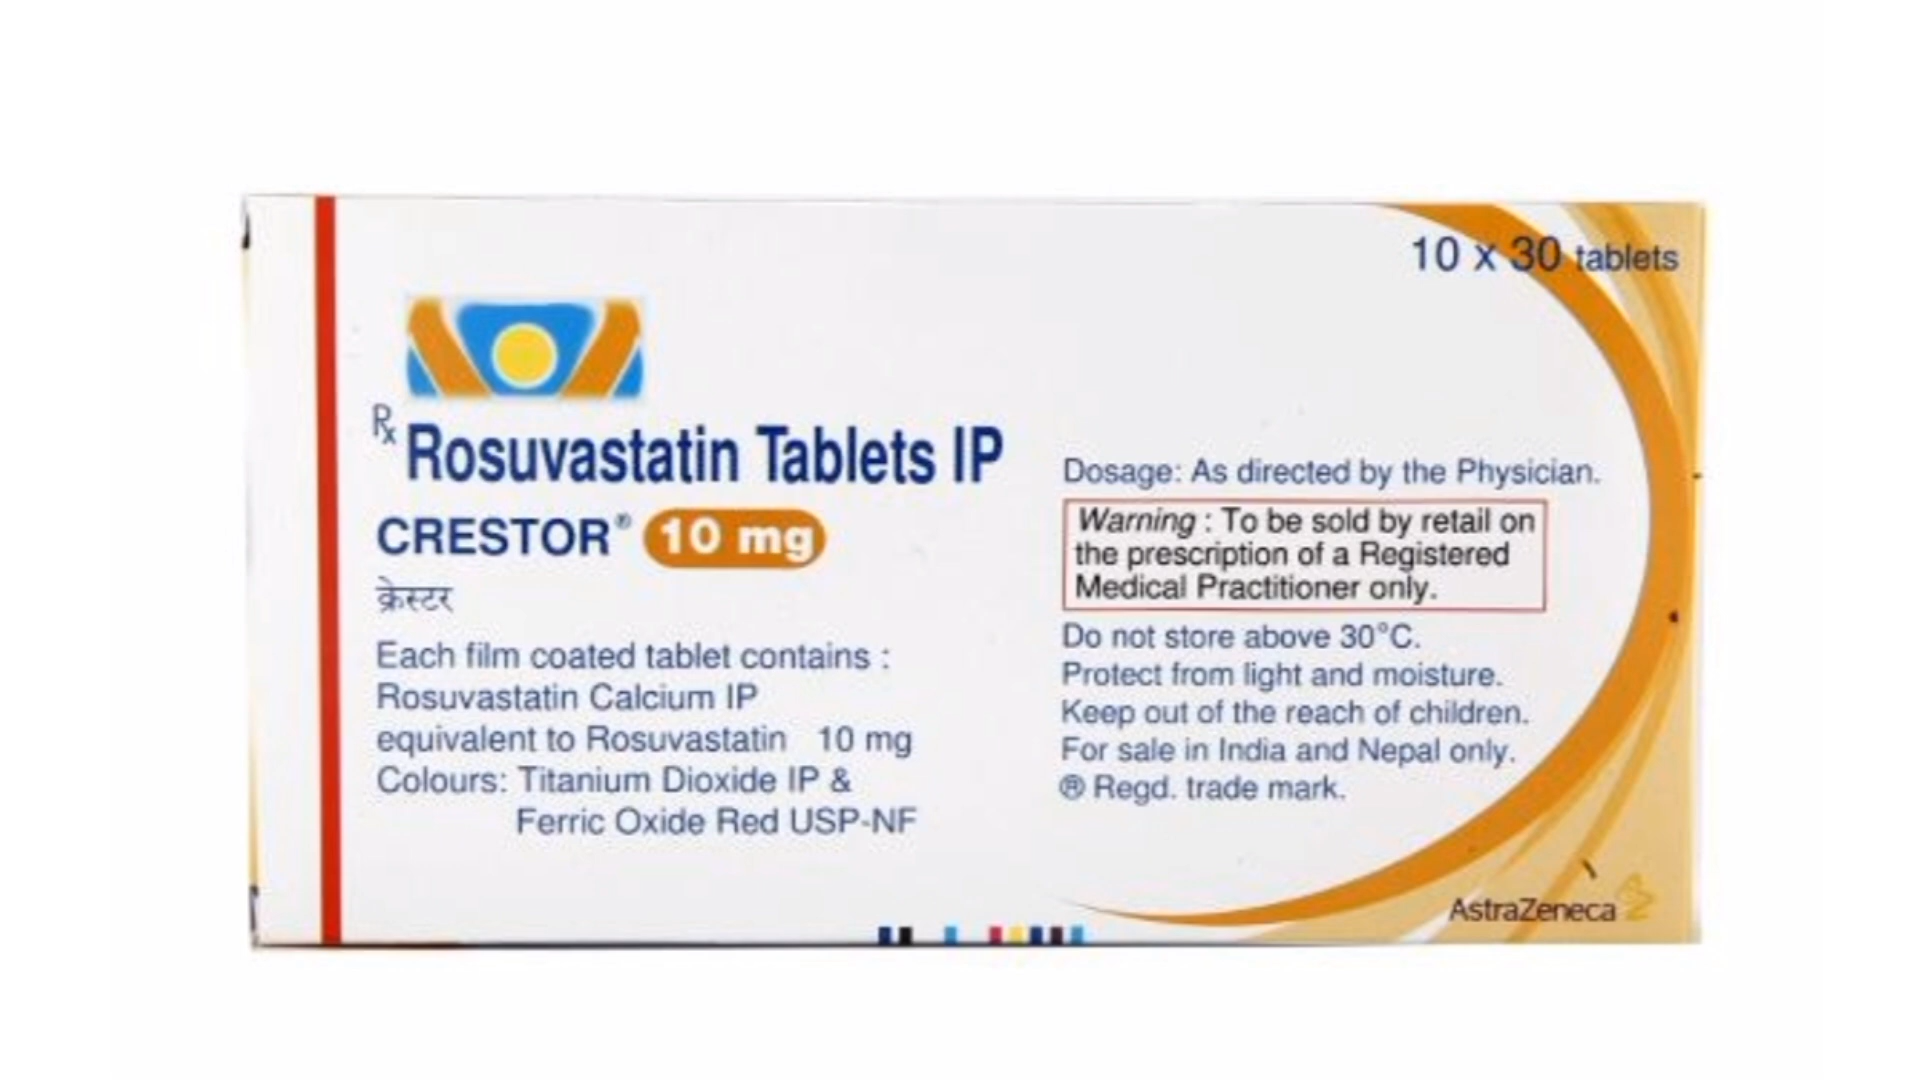 10 x 30 tablets
Rx Rosuvastatin Tablets IP
CRESTOR® 10 mg
क्रेस्टर
Each film coated tablet contains :
Rosuvastatin Calcium IP
equivalent to Rosuvastatin 10 mg
Colours: Titanium Dioxide IP &
Ferric Oxide Red USP-NF
Dosage: As directed by the Physician.
Warning : To be sold by retail on
the prescription of a Registered
Medical Practitioner only.
Do not store above 30°C.
Protect from light and moisture.
Keep out of the reach of children.
For sale in India and Nepal only.
® Regd. trade mark.
AstraZeneca